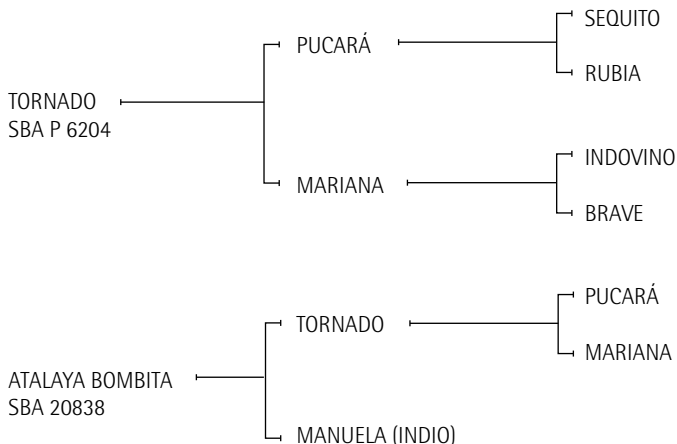 SEQUITO
PUCARÁ
RUBIA
TORNADO
SBA P 6204
INDOVINO
MARIANA
BRAVE
PUCARÁ
TORNADO
MARIANA
ATALAYA BOMBITA
SBA 20838
MANUELA (INDIO)